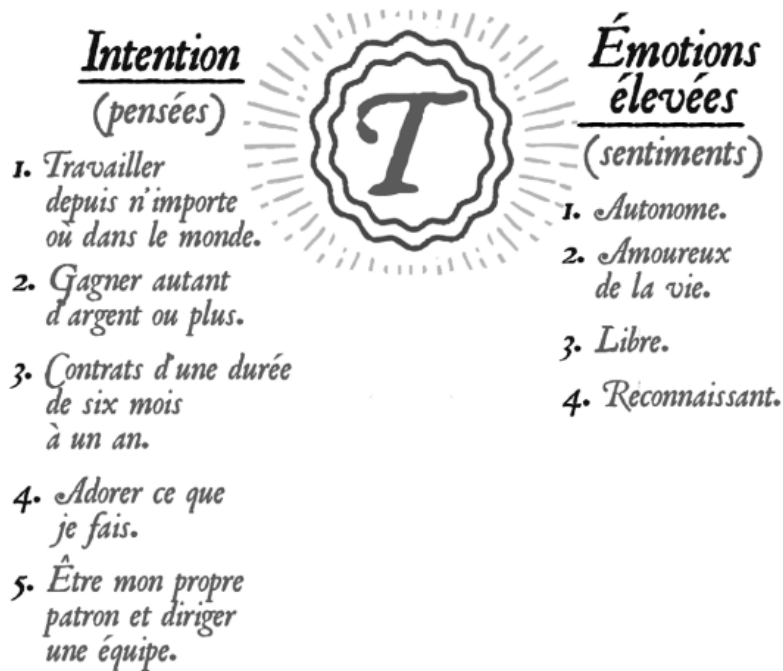 Intention
(pensées)
1. Travailler
depuis n'importe
où dans le monde.
2. Gagner autant
d'argent ou plus.
3. Contrats d'une durée
de six mois
à un an.
4. Adorer ce que
je fais.
5. Être mon propre
patron et diriger
une équipe.
T
Émotions
élevées
(sentiments)
1. Autonome.
2. Amoureux
de la vie.
3. Libre.
4. Reconnaissant.